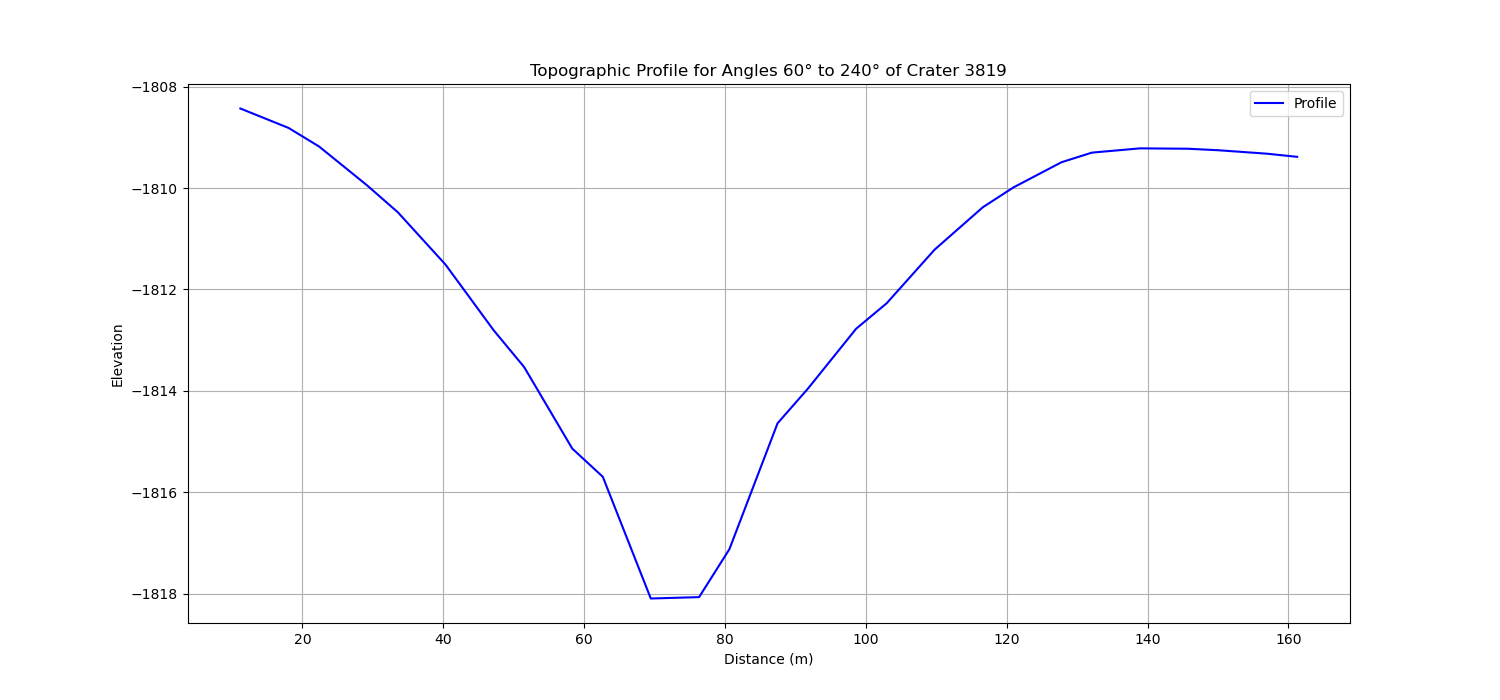 Topographic Profile for Angles 60° to 240° of Crater 3819
Profile
−1808
−1810
−1812
−1814
−1816
−1818
Elevation
20 40 60 80 100 120 140 160
Distance (m)